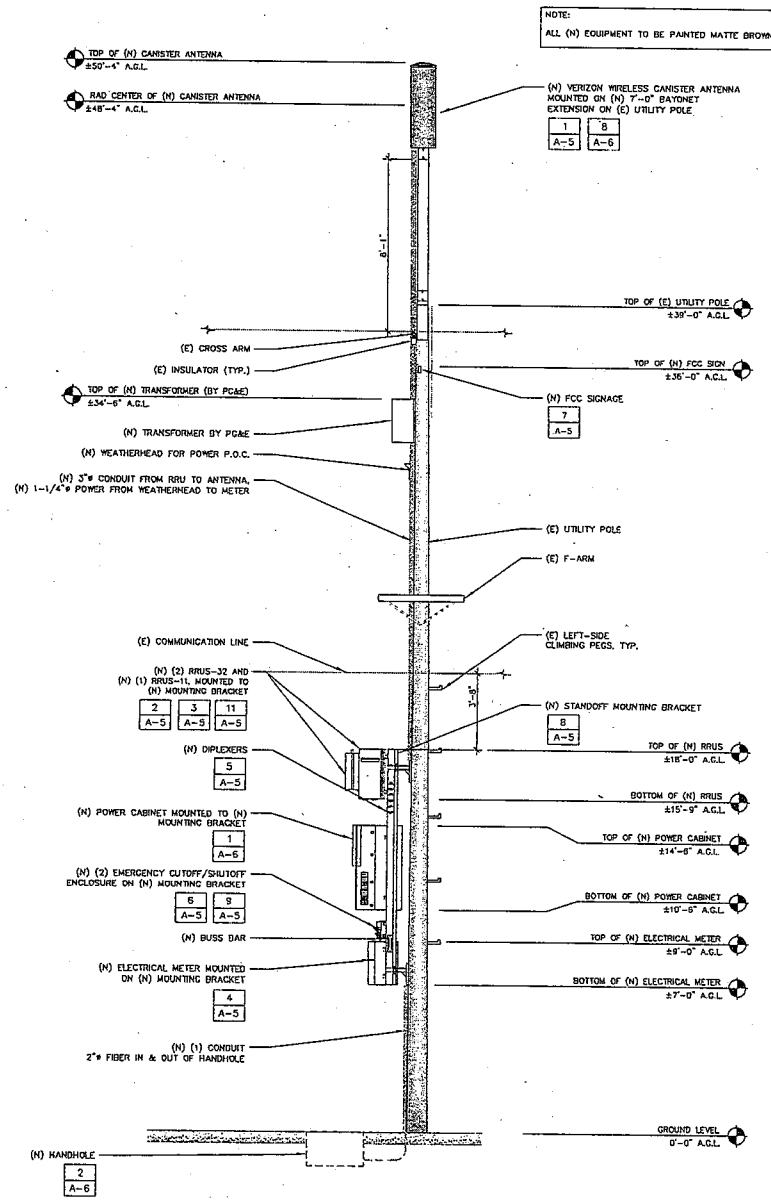 NOTE:
ALL (N) EQUIPMENT TO BE PAINTED MATTE BROWN
TOP OF (N) CANISTER ANTENNA
±50'-4" A.G.L.
RAD CENTER OF (N) CANISTER ANTENNA
±48'-4" A.G.L.
(N) VERIZON WIRELESS CANISTER ANTENNA
MOUNTED ON (N) 7'-0" BAYONET
EXTENSION ON (E) UTILITY POLE
1 8
A-5 A-6
8'-1"
TOP OF (E) UTILITY POLE
±39'-0" A.G.L.
(E) CROSS ARM
(E) INSULATOR (TYP.)
TOP OF (N) FCC SIGN
±36'-0" A.G.L.
TOP OF (N) TRANSFORMER (BY PG&E)
±34'-6" A.G.L.
(N) FCC SIGNAGE
7
A-5
(N) TRANSFORMER BY PG&E
(N) WEATHERHEAD FOR POWER P.O.C.
(N) 3"ø CONDUIT FROM RRU TO ANTENNA,
(N) 1-1/4"ø POWER FROM WEATHERHEAD TO METER
(E) UTILITY POLE
(E) F-ARM
(E) COMMUNICATION LINE
(E) LEFT-SIDE
CLIMBING PEGS, TYP.
3'-8"
(N) (2) RRUS-32 AND
(N) (1) RRUS-11, MOUNTED TO
(N) MOUNTING BRACKET
2 3 11
A-5 A-5 A-5
(N) STANDOFF MOUNTING BRACKET
8
A-5
(N) DIPLEXERS
5
A-5
TOP OF (N) RRUS
±18'-0" A.G.L.
BOTTOM OF (N) RRUS
±15'-9" A.G.L.
(N) POWER CABINET MOUNTED TO (N)
MOUNTING BRACKET
1
A-6
TOP OF (N) POWER CABINET
±14'-6" A.G.L.
(N) (2) EMERGENCY CUTOFF/SHUTOFF
ENCLOSURE ON (N) MOUNTING BRACKET
6 9
A-5 A-5
BOTTOM OF (N) POWER CABINET
±10'-6" A.G.L.
(N) BUSS BAR
TOP OF (N) ELECTRICAL METER
±9'-0" A.G.L.
(N) ELECTRICAL METER MOUNTED
ON (N) MOUNTING BRACKET
4
A-5
BOTTOM OF (N) ELECTRICAL METER
±7'-0" A.G.L.
(N) (1) CONDUIT
2"ø FIBER IN & OUT OF HANDHOLE
GROUND LEVEL
0'-0" A.G.L.
(N) HANDHOLE
2
A-6